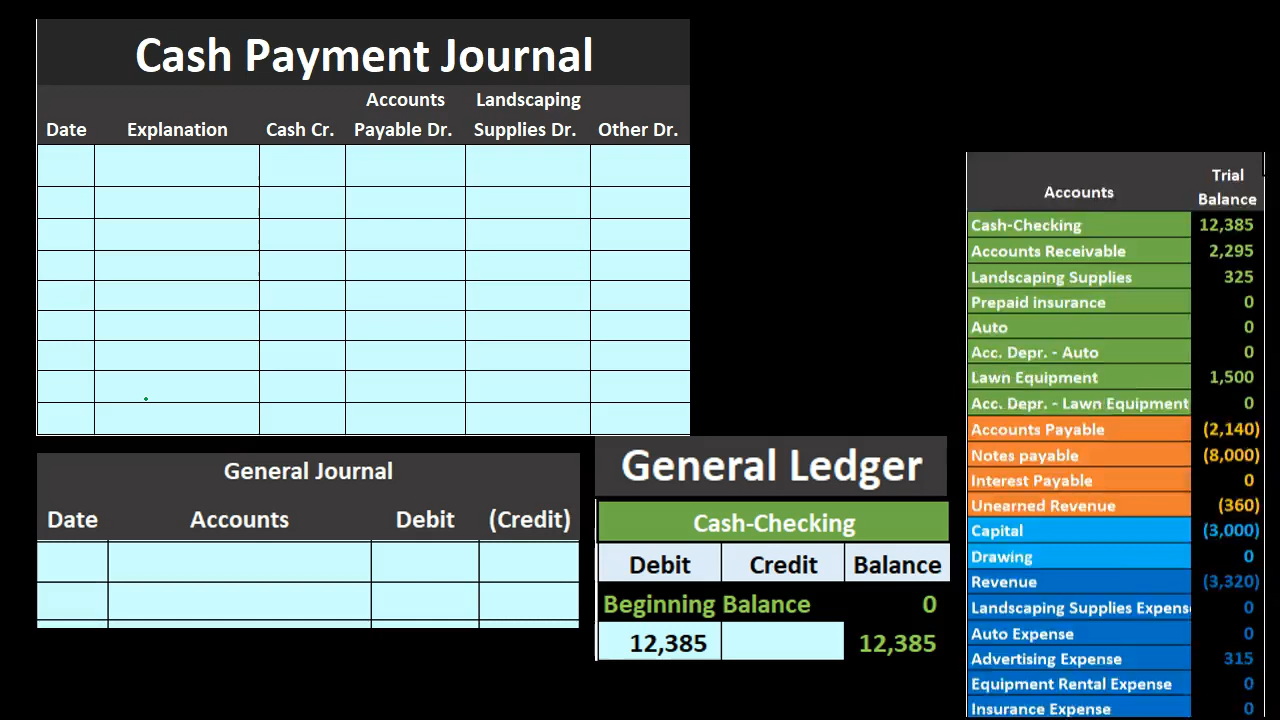 Cash Payment Journal
Accounts Landscaping
Date Explanation Cash Cr. Payable Dr. Supplies Dr. Other Dr.
General Journal
Date Accounts Debit (Credit)
General Ledger
Cash-Checking
Debit Credit Balance
Beginning Balance 0
12,385 12,385
Trial
Accounts Balance
Cash-Checking 12,385
Accounts Receivable 2,295
Landscaping Supplies 325
Prepaid insurance 0
Auto 0
Acc. Depr. - Auto 0
Lawn Equipment 1,500
Acc. Depr. - Lawn Equipment 0
Accounts Payable (2,140)
Notes payable (8,000)
Interest Payable 0
Unearned Revenue (360)
Capital (3,000)
Drawing 0
Revenue (3,320)
Landscaping Supplies Expens 0
Auto Expense 0
Advertising Expense 315
Equipment Rental Expense 0
Insurance Expense 0